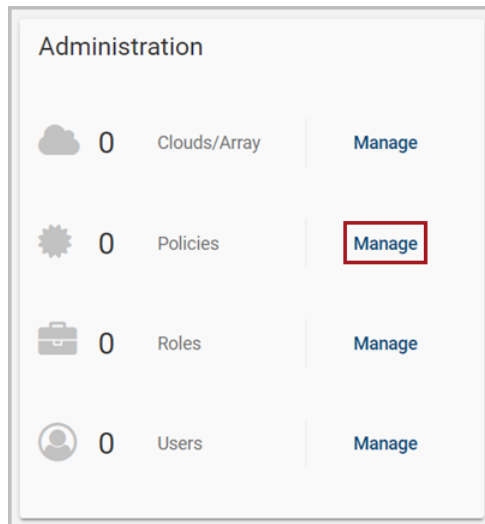 Administration
0 Clouds/Array Manage
0 Policies Manage
0 Roles Manage
0 Users Manage